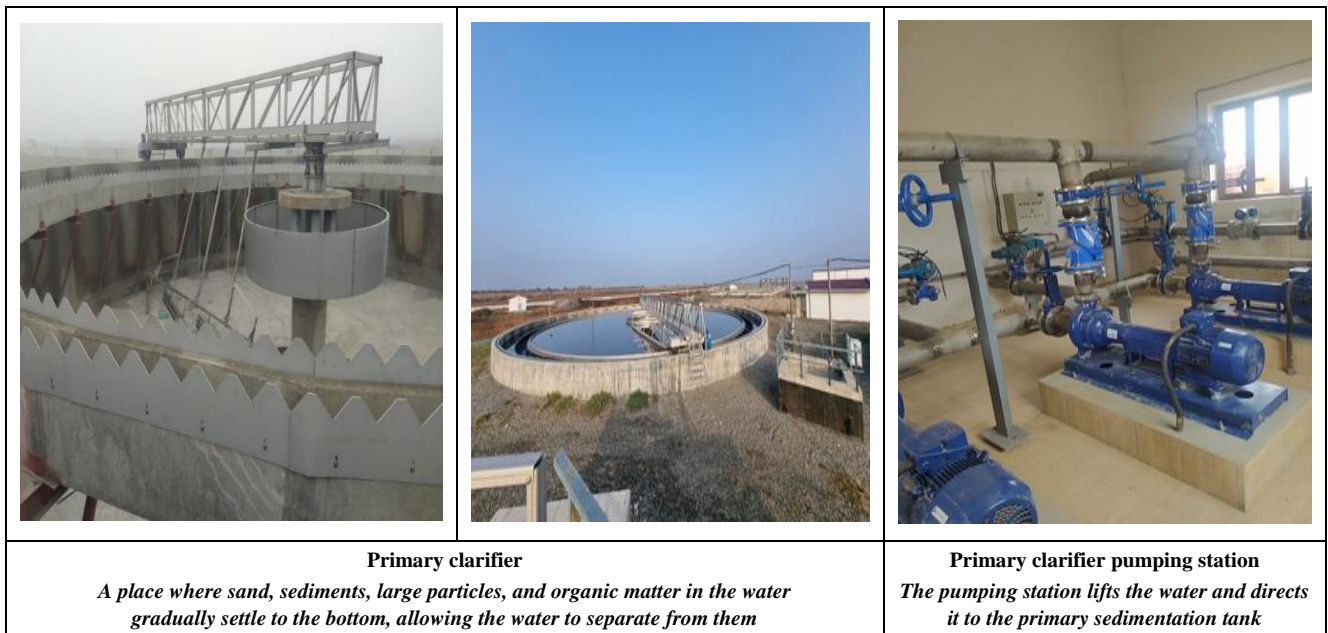 Primary clarifier
A place where sand, sediments, large particles, and organic matter in the water
gradually settle to the bottom, allowing the water to separate from them
Primary clarifier pumping station
The pumping station lifts the water and directs
it to the primary sedimentation tank